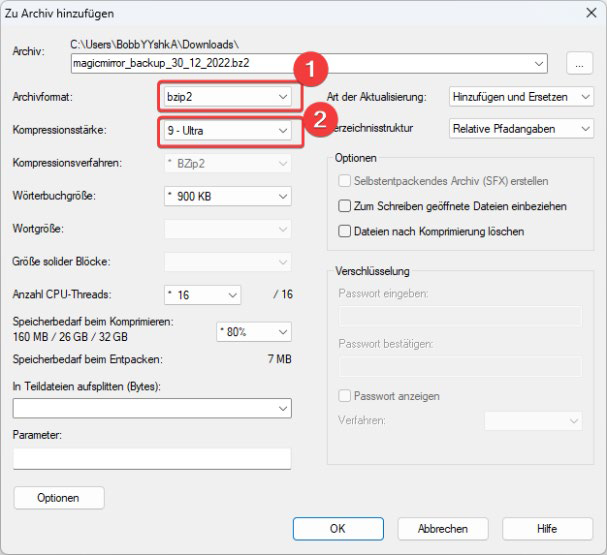 Zu Archiv hinzufügen
Archiv:
C:\Users\BobbYYshkA\Downloads\
magicmirror_backup_30_12_2022.bz2
...
1
Archivformat:
bzip2
Art der Aktualisierung:
Hinzufügen und Ersetzen
2
Kompressionsstärke:
9 - Ultra
erzeichnisstruktur
Relative Pfadangaben
Kompressionsverfahren:
* BZip2
Optionen
Selbstentpackendes Archiv (SFX) erstellen
Wörterbuchgröße:
* 900 KB
Zum Schreiben geöffnete Dateien einbeziehen
Wortgröße:
Dateien nach Komprimierung löschen
Größe solider Blöcke:
Verschlüsselung
Anzahl CPU-Threads:
* 16
/ 16
Passwort eingeben:
Speicherbedarf beim Komprimieren:
160 MB / 26 GB / 32 GB
* 80%
Passwort bestätigen:
Speicherbedarf beim Entpacken:
7 MB
In Teildateien aufsplitten (Bytes):
Passwort anzeigen
Verfahren:
Parameter:
Optionen
OK
Abbrechen
Hilfe